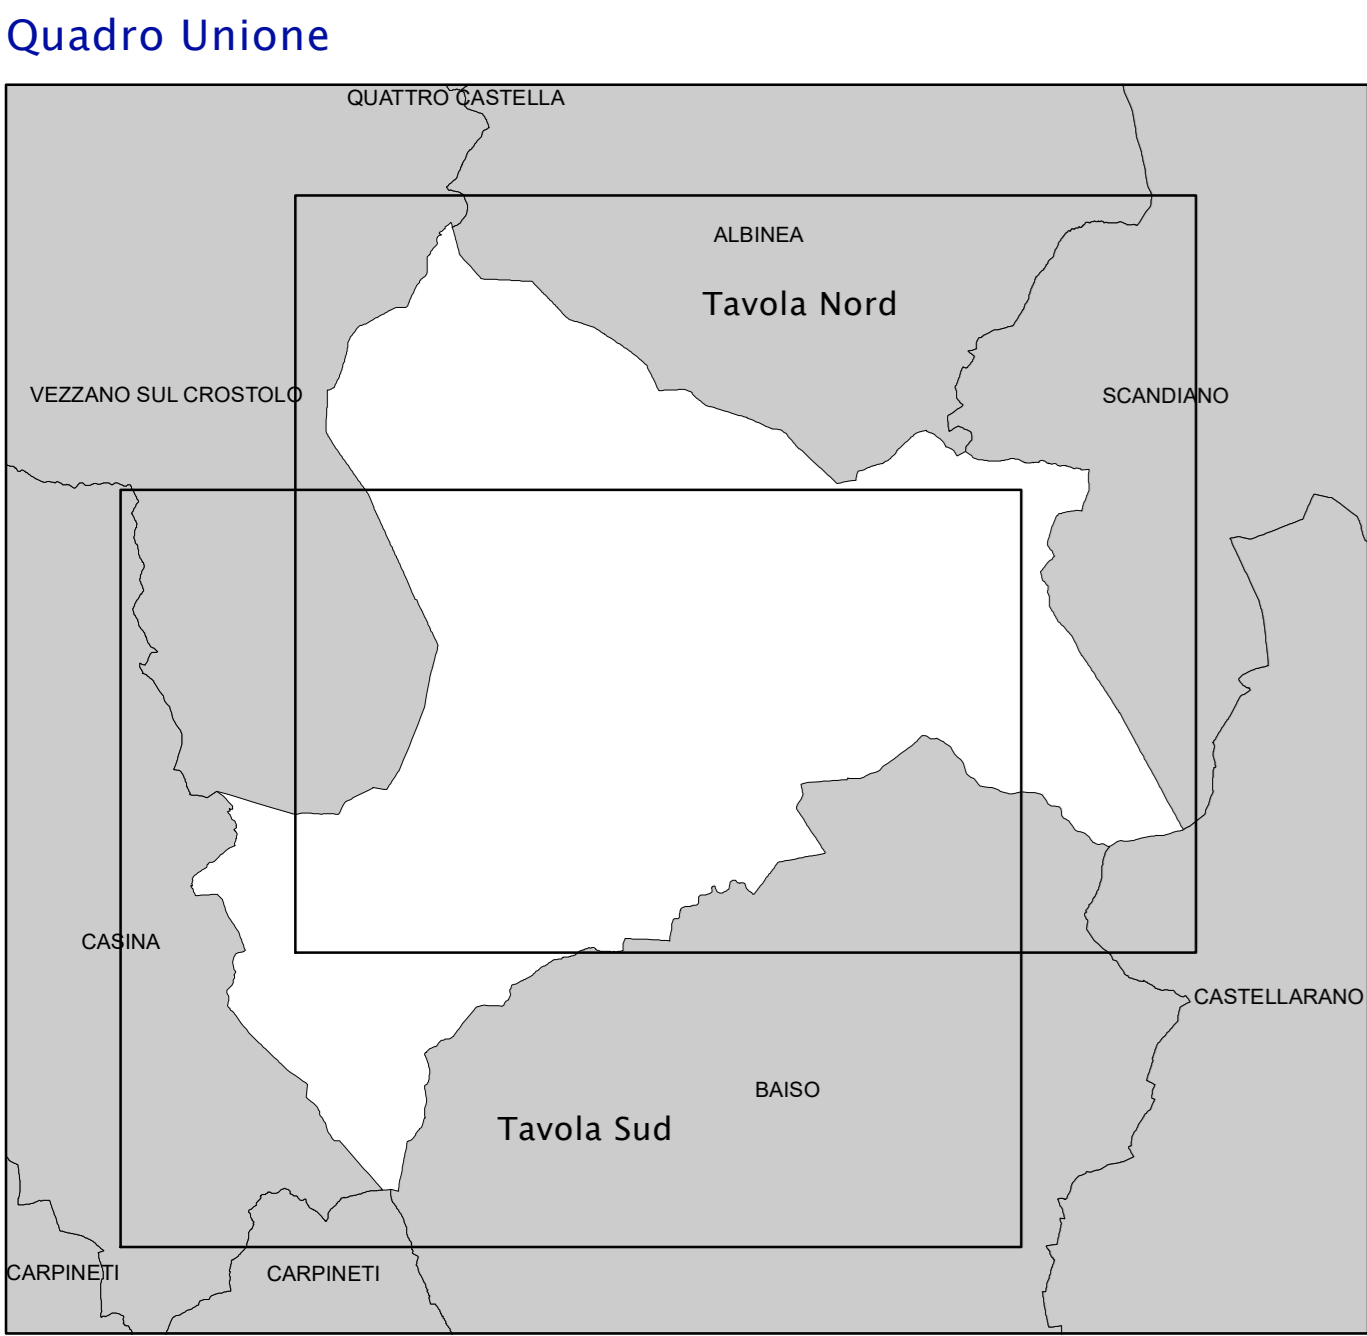 Quadro Unione
QUATTRO CASTELLA
ALBINEA
Tavola Nord
VEZZANO SUL CROSTOLO
SCANDIANO
CASINA
CASTELLARANO
BAISO
Tavola Sud
CARPINETI
CARPINETI